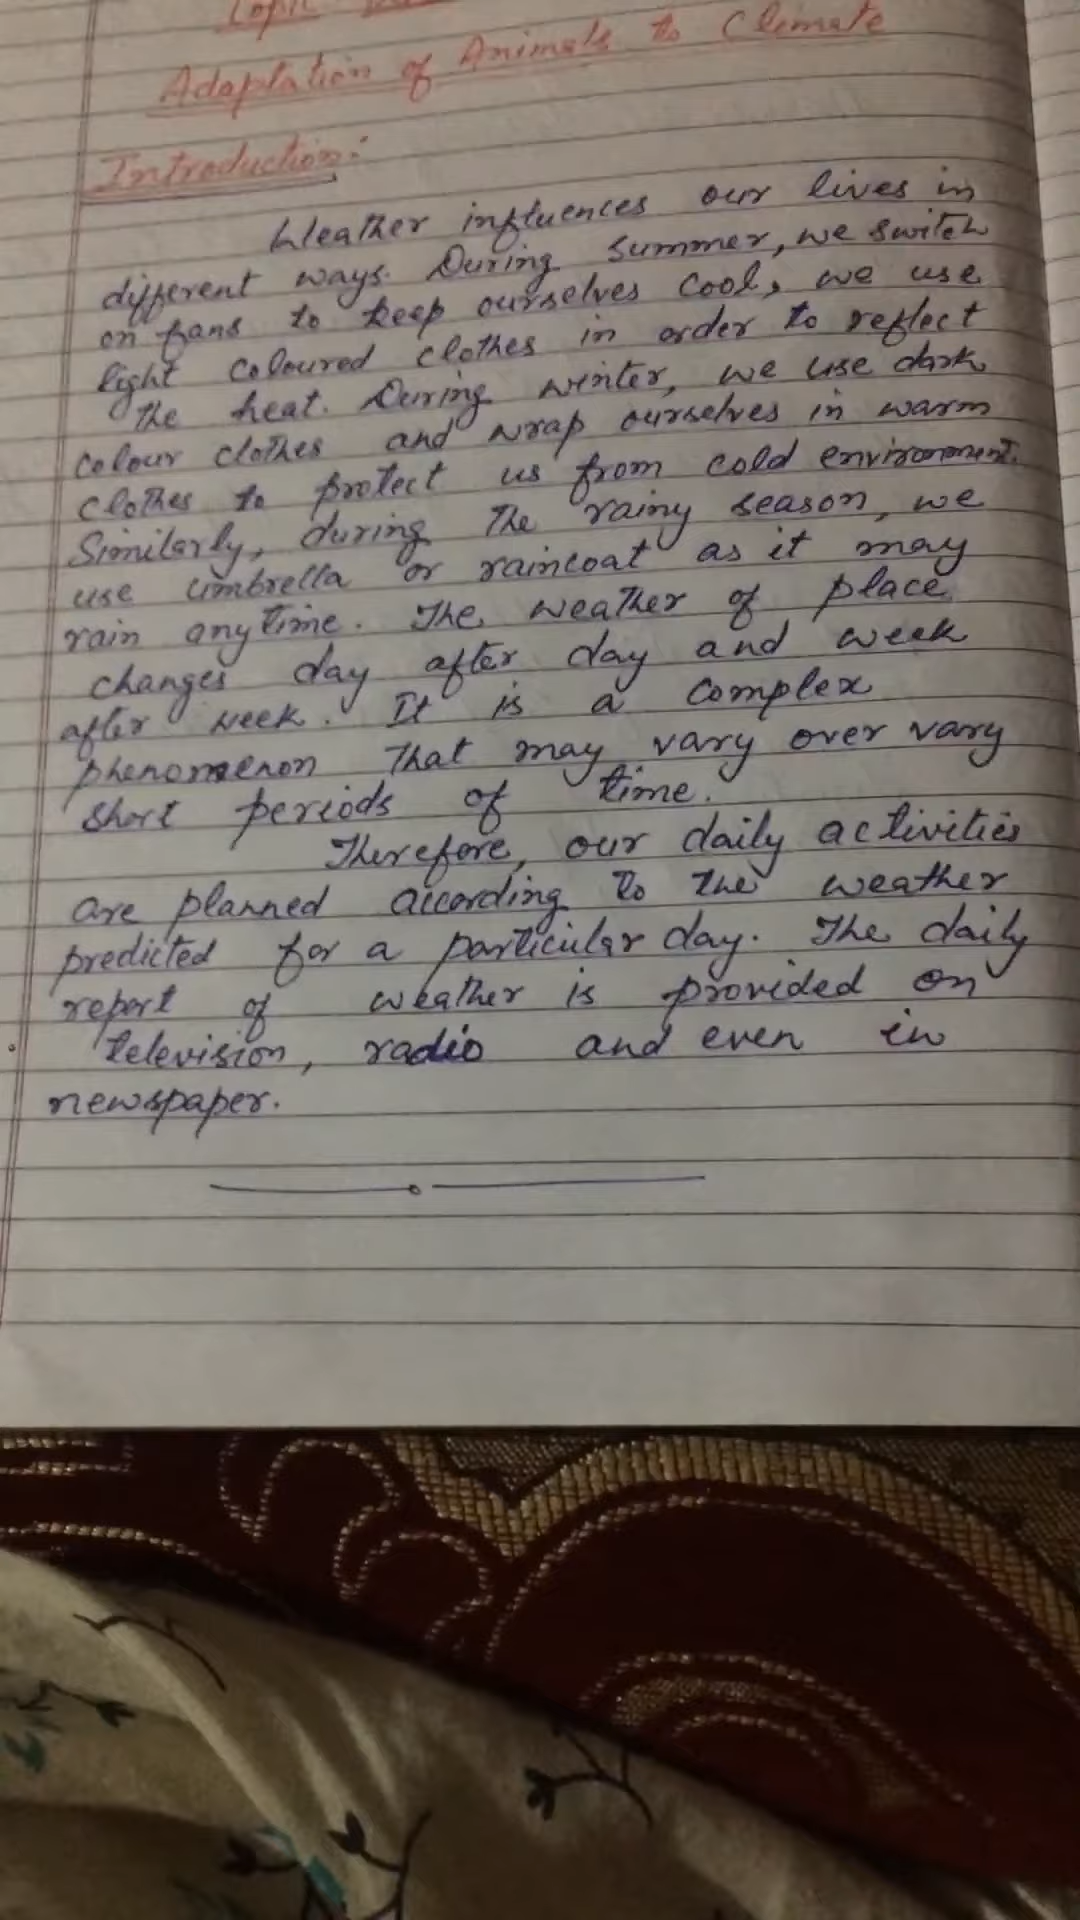 Topic
Adaptation of Animals to Climate
Introduction:
Weather influences our lives in
different ways. During summer, we switch
on fans to keep ourselves cool, we use
light coloured clothes in order to reflect
the heat. During winter, we use dark
colour clothes and wrap ourselves in warm
clothes to protect us from cold environment.
Similarly, during the rainy season, we
use umbrella or raincoat as it may
rain anytime. The weather of place
changes day after day and week
after week. It is a complex
phenomenon that may vary over vary
short periods of time.
Therefore, our daily activities
are planned according to the weather
predicted for a particular day. The daily
report of weather is provided on
television, radio and even in
newspaper.